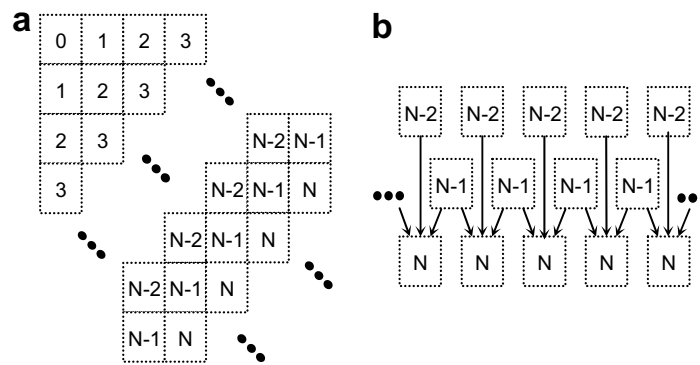 a
0 1 2 3
1 2 3
2 3
3
N-2 N-1
N-2 N-1 N
N-2 N-1 N
N-2 N-1 N
N-1 N
b
N-2 N-2 N-2 N-2 N-2
N-1 N-1 N-1 N-1
N N N N N